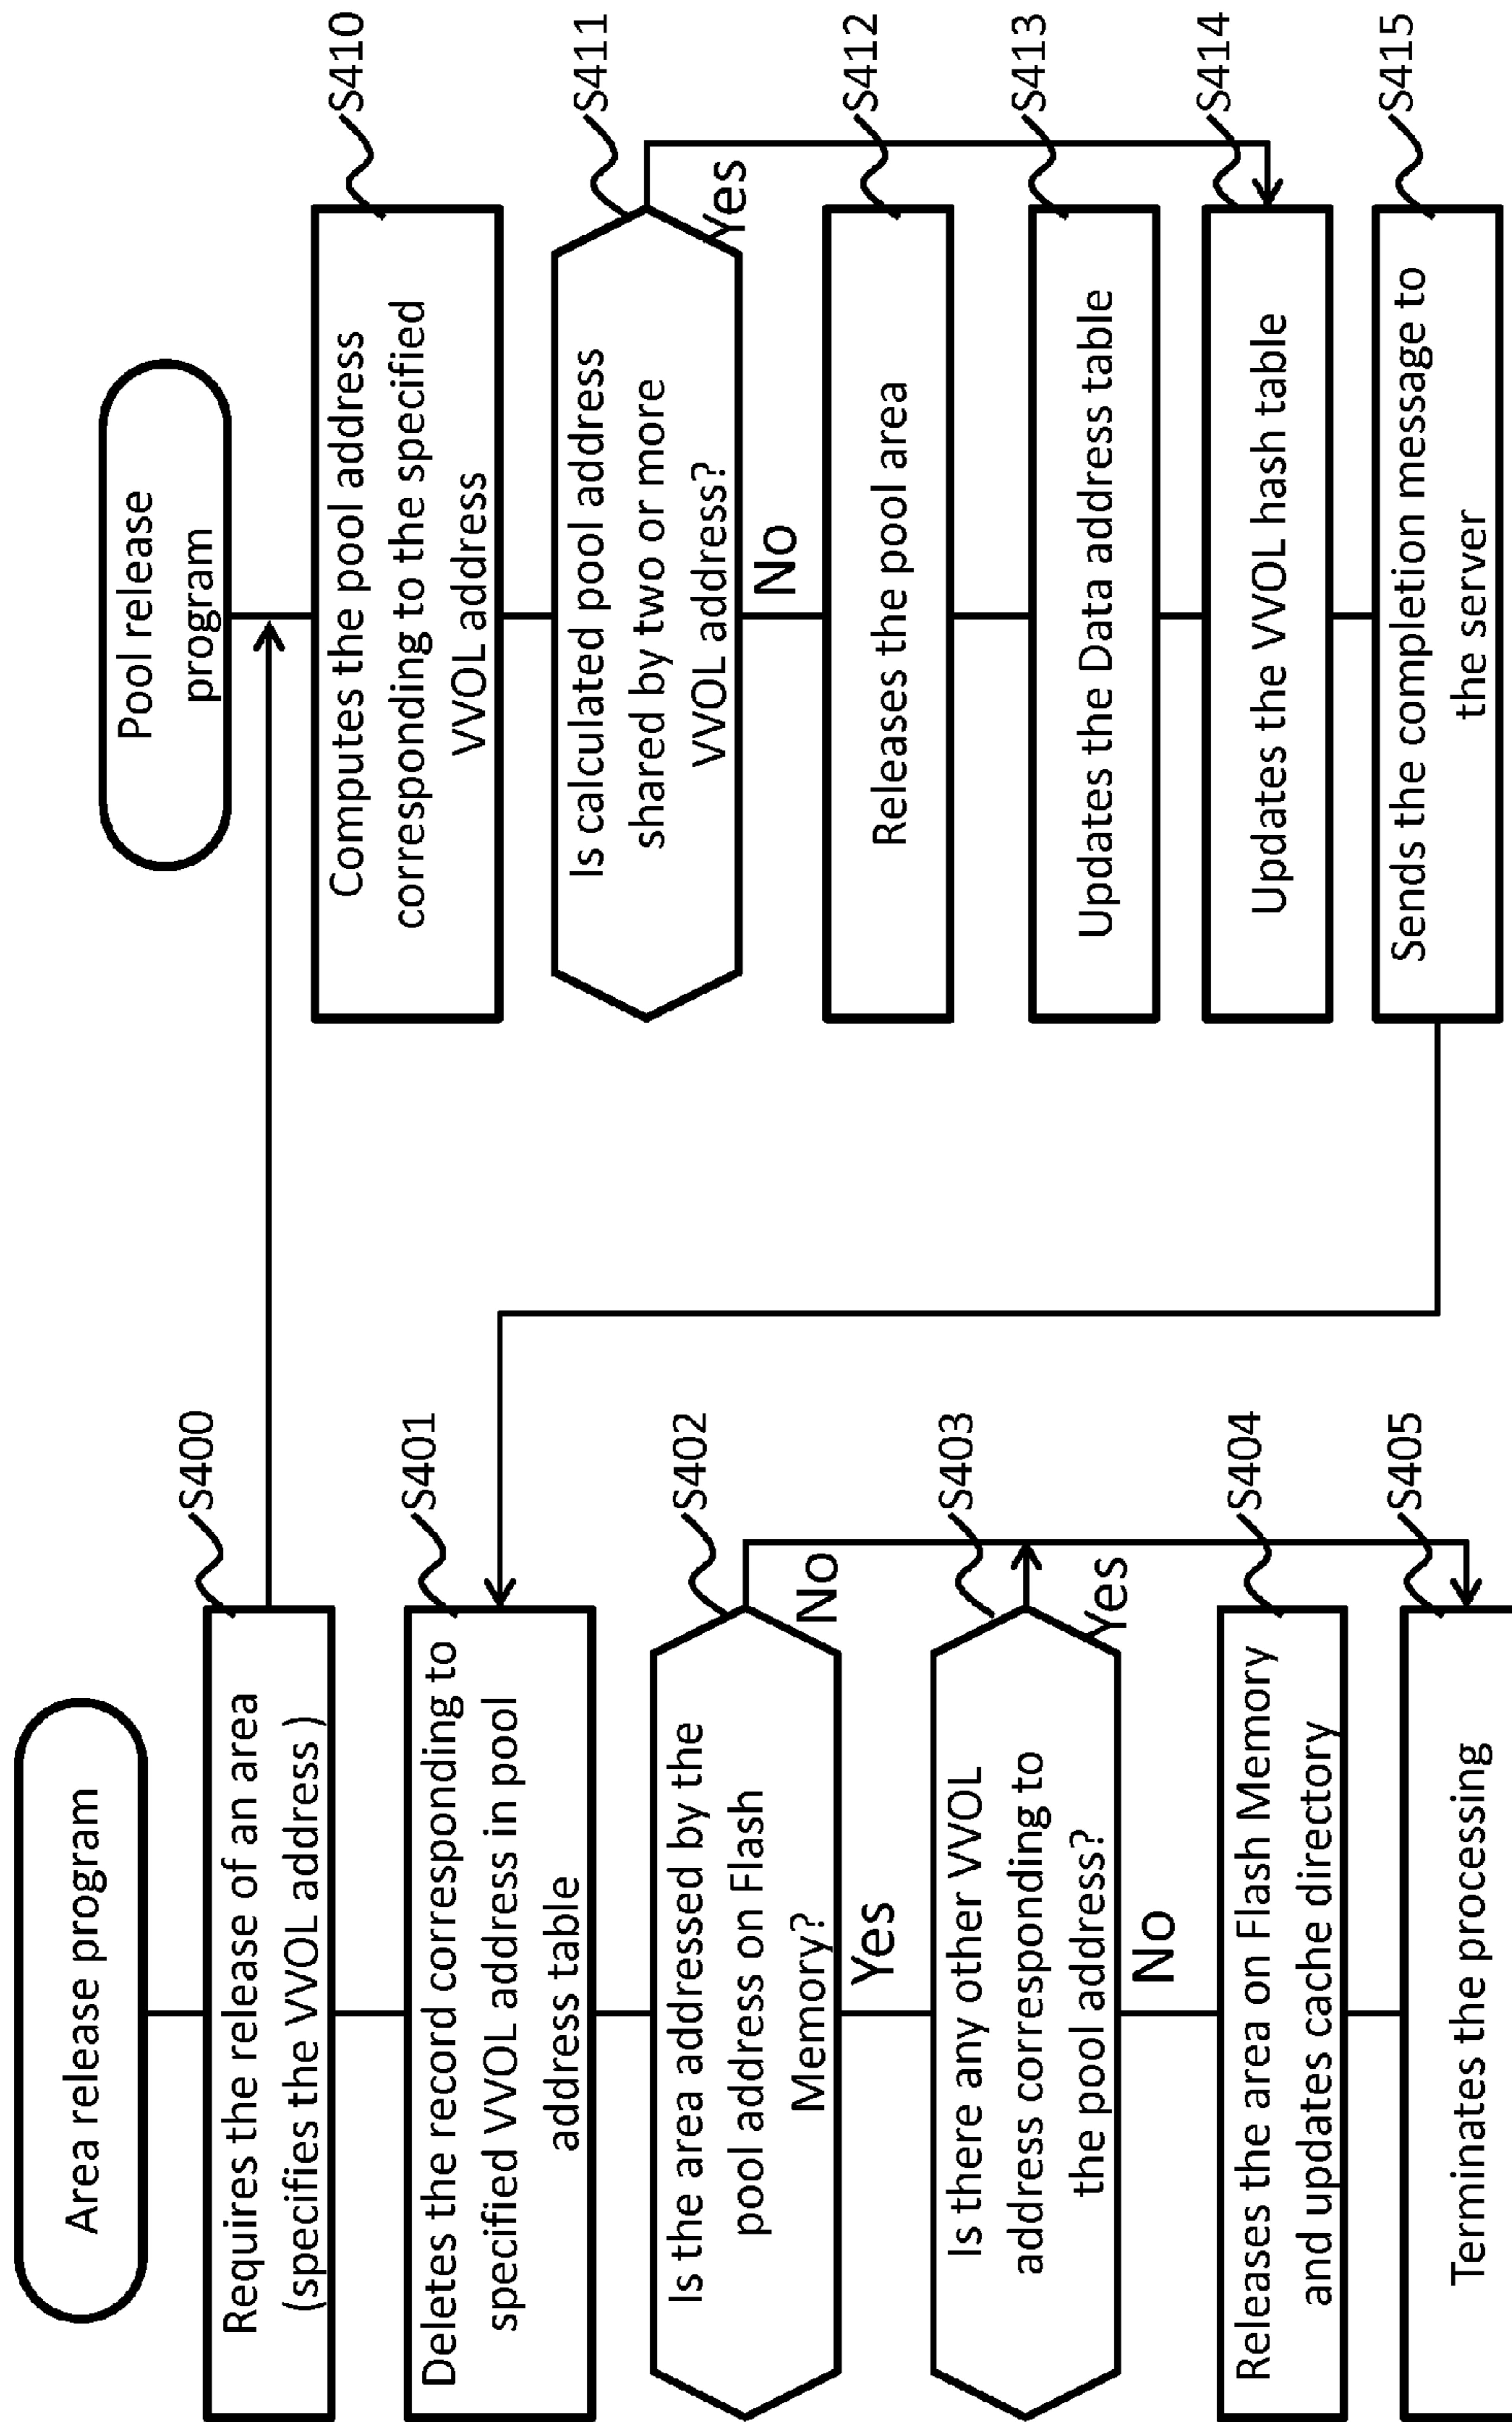 Area release program
Requires the release of an area
(specifies the VVOL address )
S400
Deletes the record corresponding to
specified VVOL address in pool
address table
S401
Is the area addressed by the
pool address on Flash
Memory?
S402
No
Yes
Is there any other VVOL
address corresponding to
the pool address?
S403
Yes
No
Releases the area on Flash Memory
and updates cache directory
S404
Terminates the processing
S405
Pool release
program
Computes the pool address
corresponding to the specified
VVOL address
S410
Is calculated pool address
shared by two or more
VVOL address?
S411
Yes
No
Releases the pool area
S412
Updates the Data address table
S413
Updates the VVOL hash table
S414
Sends the completion message to
the server
S415